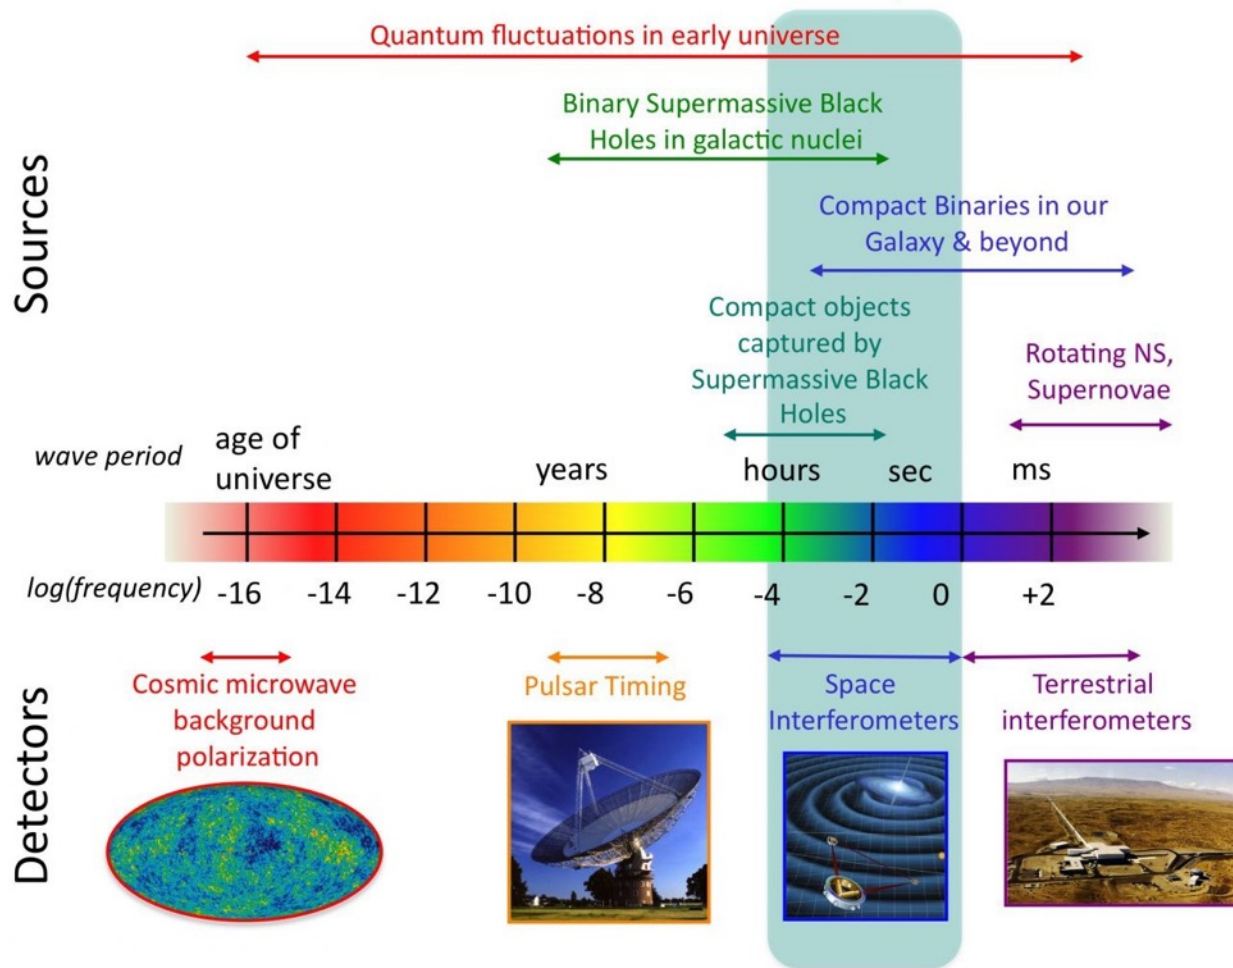 Quantum fluctuations in early universe
Binary Supermassive Black
Holes in galactic nuclei
Compact Binaries in our
Galaxy & beyond
Compact objects
captured by
Supermassive Black
Holes
Rotating NS,
Supernovae
Sources
wave period
age of
universe
years
hours
sec
ms
log(frequency)
-16 -14 -12 -10 -8 -6 -4 -2 0 +2
Detectors
Cosmic microwave
background
polarization
Pulsar Timing
Space
Interferometers
Terrestrial
interferometers